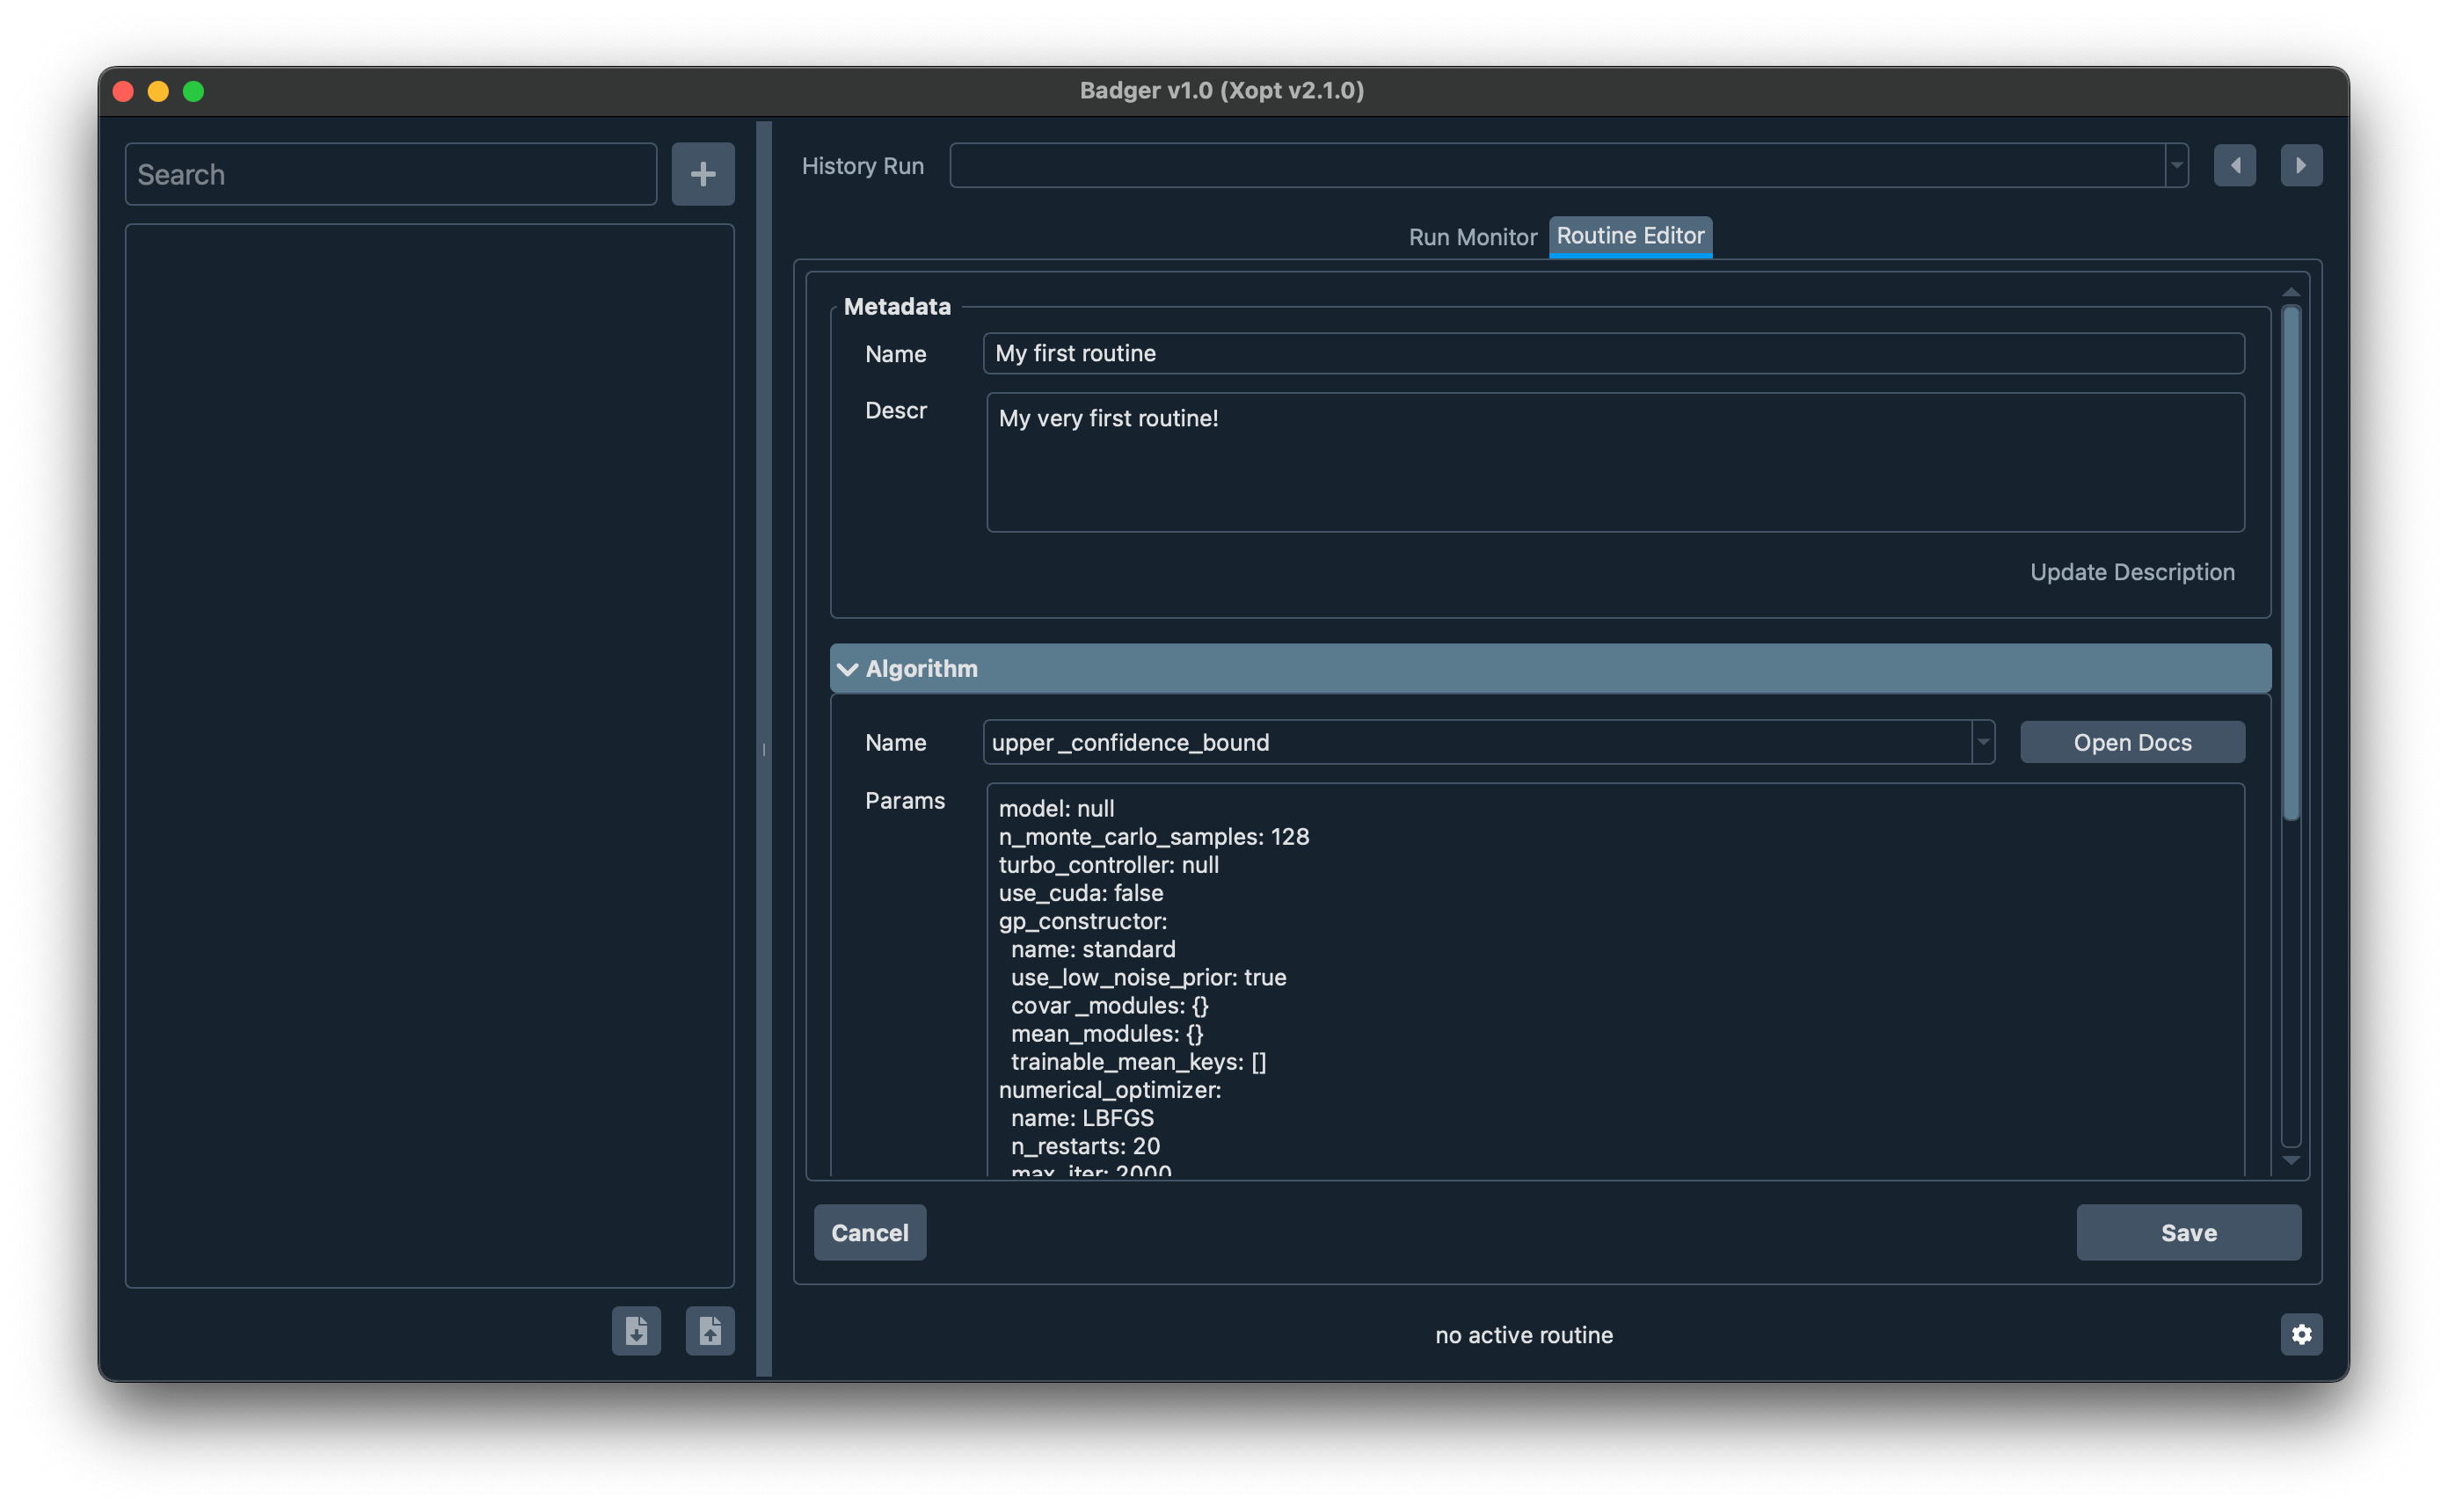 Badger v1.0 (Xopt v2.1.0)
Search
History Run
Run Monitor
Routine Editor
Metadata
Name
My first routine
Descr
My very first routine!
Update Description
Algorithm
Name
upper_confidence_bound
Open Docs
Params
model: null
n_monte_carlo_samples: 128
turbo_controller: null
use_cuda: false
gp_constructor:
name: standard
use_low_noise_prior: true
covar_modules: {}
mean_modules: {}
trainable_mean_keys: []
numerical_optimizer:
name: LBFGS
n_restarts: 20
max_iter: 2000
Cancel
Save
no active routine